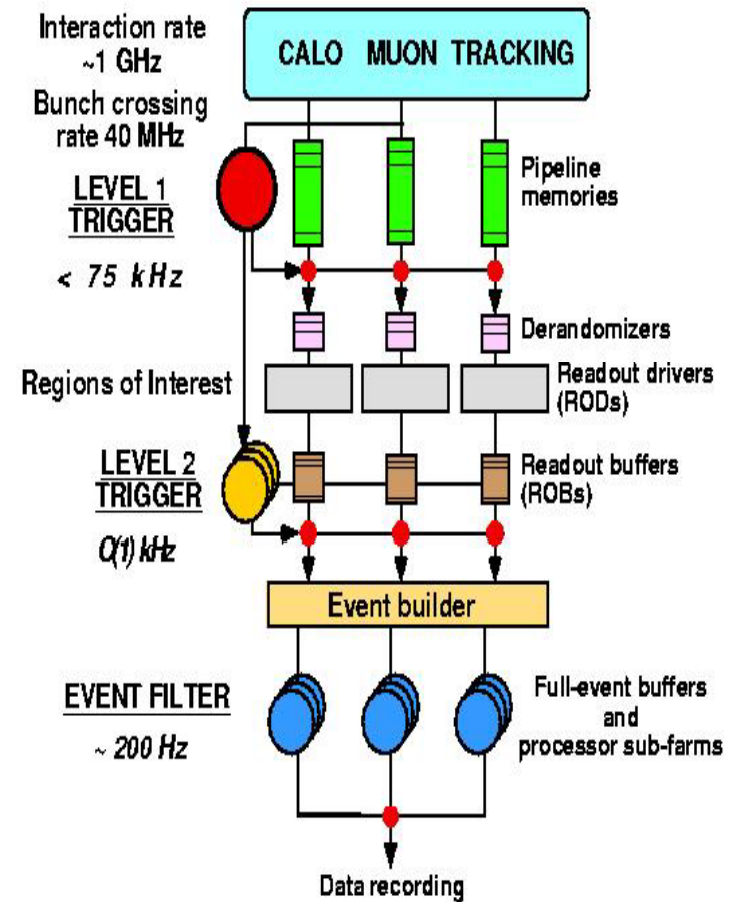 Interaction rate
~1 GHz
Bunch crossing
rate 40 MHz
CALO MUON TRACKING
LEVEL 1
TRIGGER
< 75 kHz
Pipeline
memories
Derandomizers
Regions of Interest
Readout drivers
(RODs)
LEVEL 2
TRIGGER
O(1) kHz
Readout buffers
(ROBs)
Event builder
EVENT FILTER
~ 200 Hz
Full-event buffers
and
processor sub-farms
Data recording